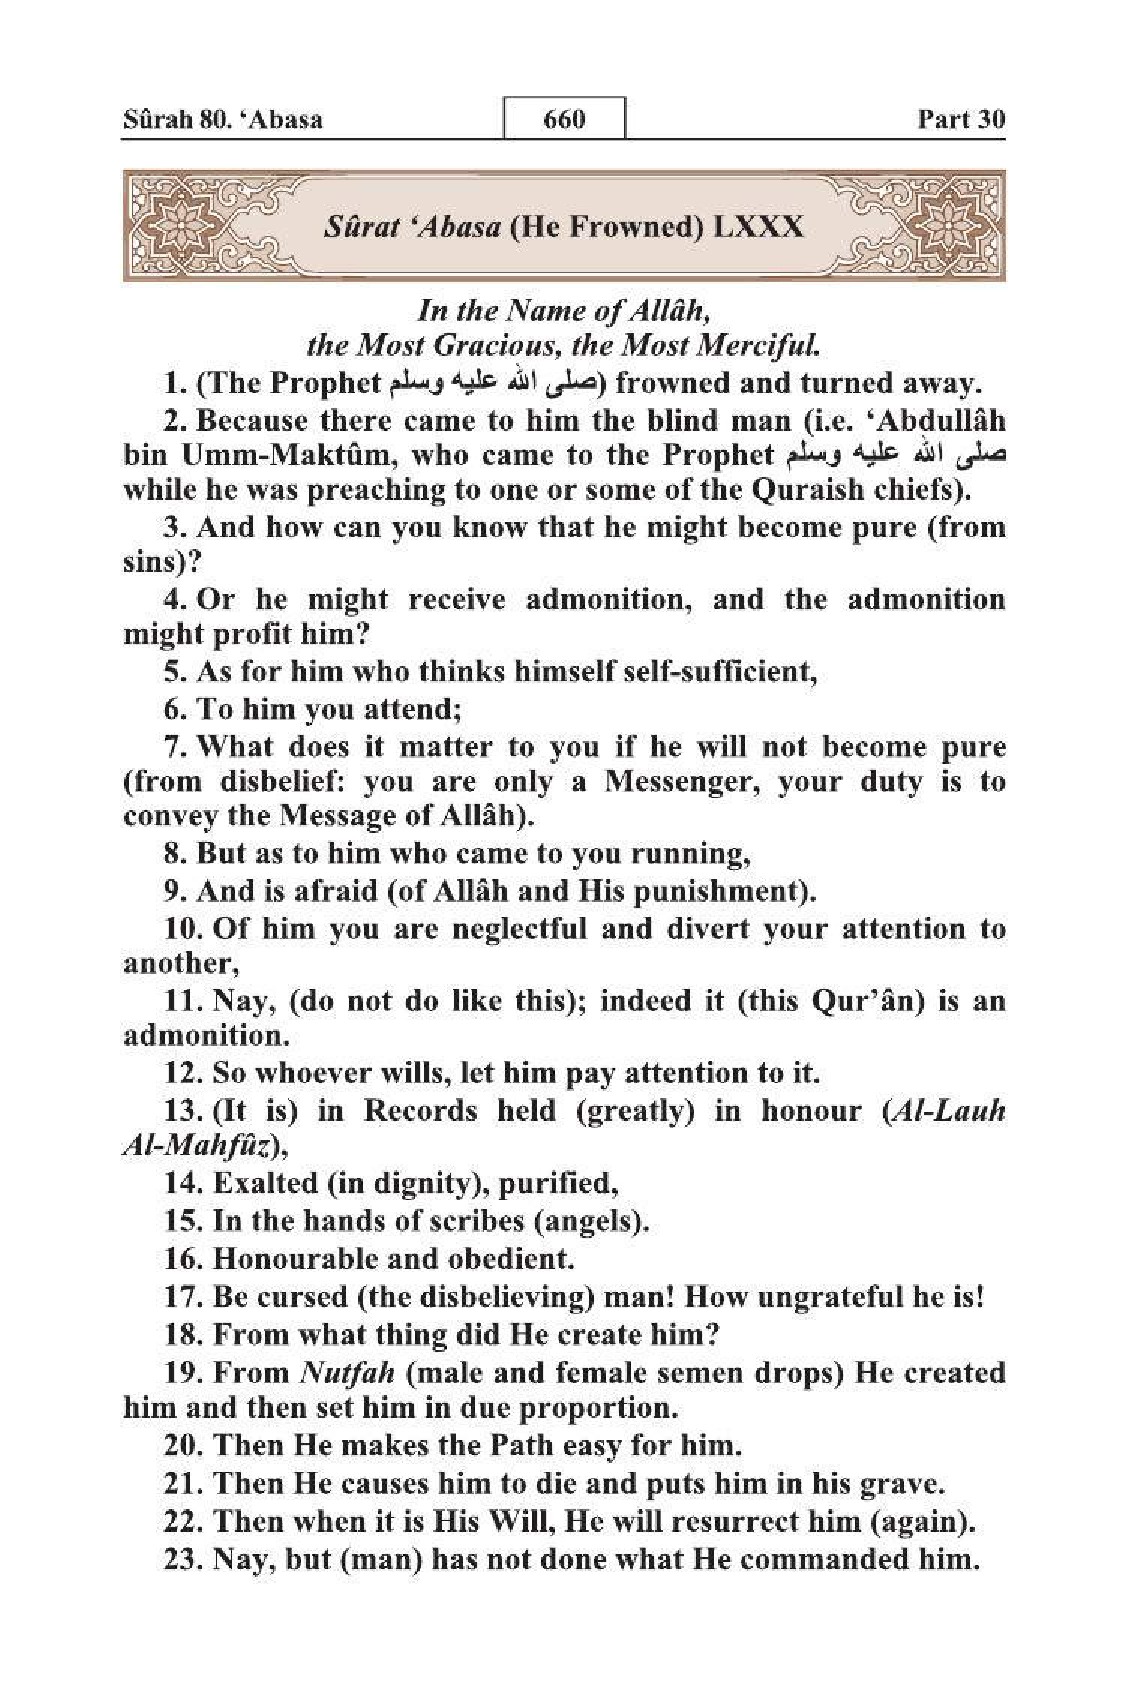 Sûrah 80. ‘Abasa 660 Part 30
Sûrat ‘Abasa (He Frowned) LXXX
In the Name of Allâh,
the Most Gracious, the Most Merciful.
1. (The Prophet صلى الله عليه وسلم) frowned and turned away.
2. Because there came to him the blind man (i.e. ‘Abdullâh
bin Umm-Maktûm, who came to the Prophet صلى الله عليه وسلم
while he was preaching to one or some of the Quraish chiefs).
3. And how can you know that he might become pure (from
sins)?
4. Or he might receive admonition, and the admonition
might profit him?
5. As for him who thinks himself self-sufficient,
6. To him you attend;
7. What does it matter to you if he will not become pure
(from disbelief: you are only a Messenger, your duty is to
convey the Message of Allâh).
8. But as to him who came to you running,
9. And is afraid (of Allâh and His punishment).
10. Of him you are neglectful and divert your attention to
another,
11. Nay, (do not do like this); indeed it (this Qur’ân) is an
admonition.
12. So whoever wills, let him pay attention to it.
13. (It is) in Records held (greatly) in honour (Al-Lauh
Al-Mahfûẓ),
14. Exalted (in dignity), purified,
15. In the hands of scribes (angels).
16. Honourable and obedient.
17. Be cursed (the disbelieving) man! How ungrateful he is!
18. From what thing did He create him?
19. From Nutfah (male and female semen drops) He created
him and then set him in due proportion.
20. Then He makes the Path easy for him.
21. Then He causes him to die and puts him in his grave.
22. Then when it is His Will, He will resurrect him (again).
23. Nay, but (man) has not done what He commanded him.